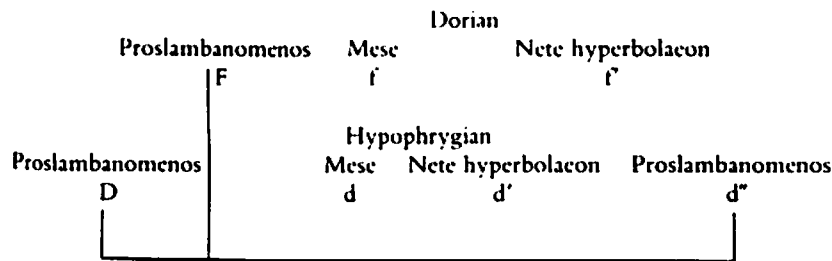 Dorian
Proslambanomenos Mese Nete hyperbolaeon
F f f'
Hypophrygian
Proslambanomenos Mese Nete hyperbolaeon Proslambanomenos
D d d' d"